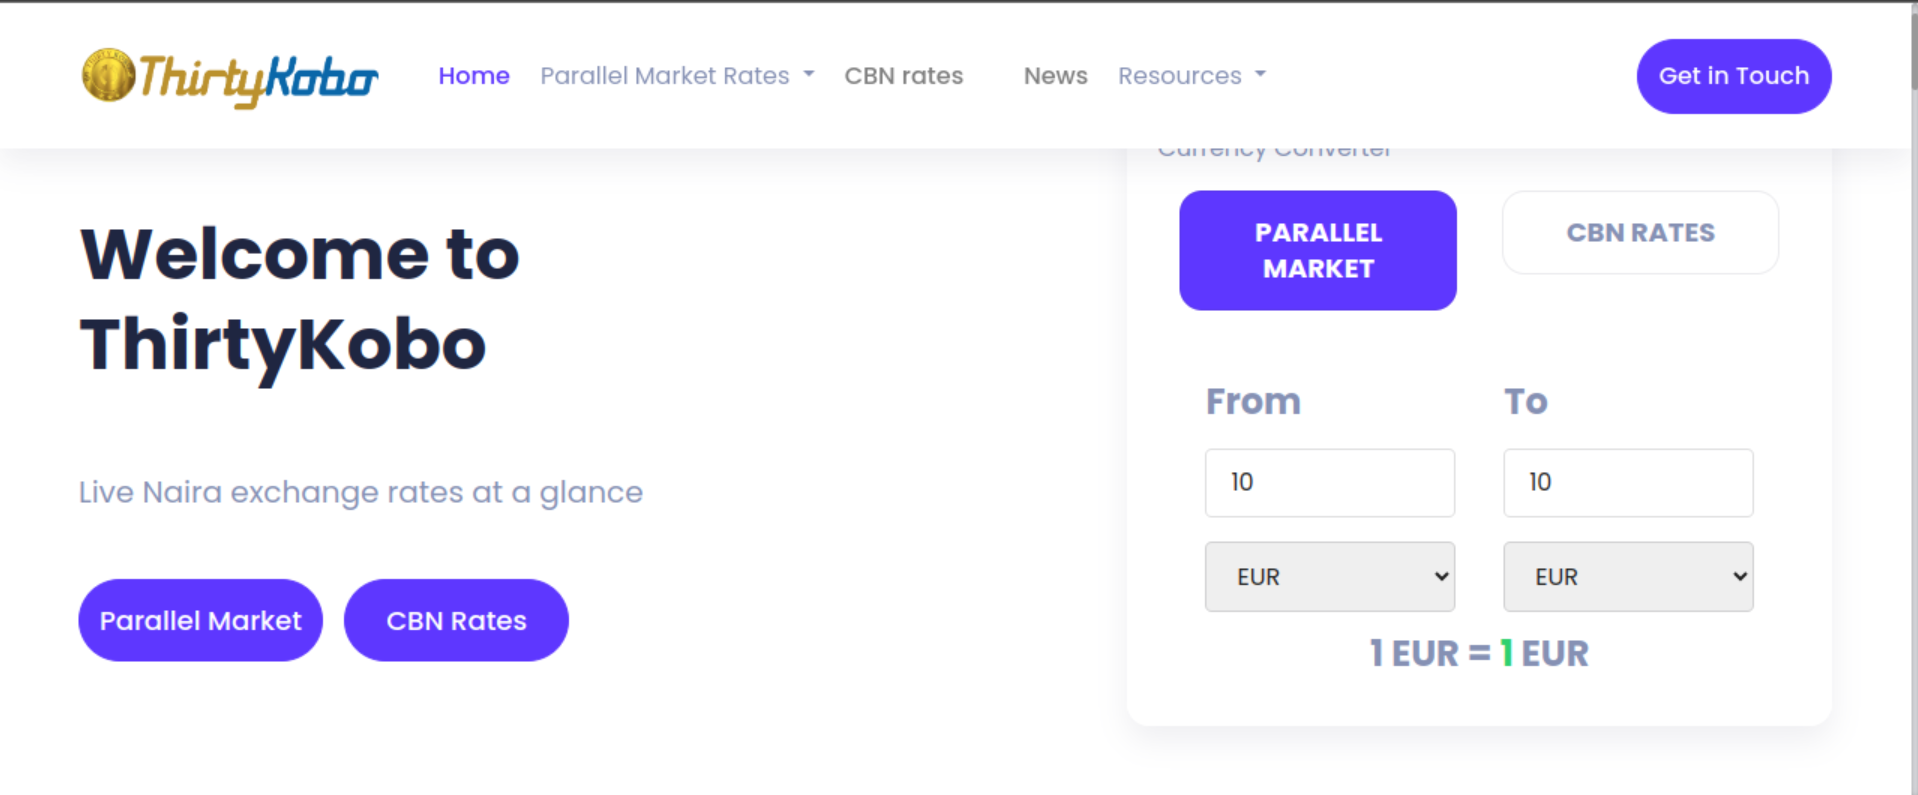 ThirtyKobo
Home
Parallel Market Rates
CBN rates
News
Resources
Get in Touch
Currency Converter
Welcome to
ThirtyKobo
Live Naira exchange rates at a glance
Parallel Market
CBN Rates
PARALLEL
MARKET
CBN RATES
From
To
10
10
EUR
EUR
1 EUR = 1 EUR